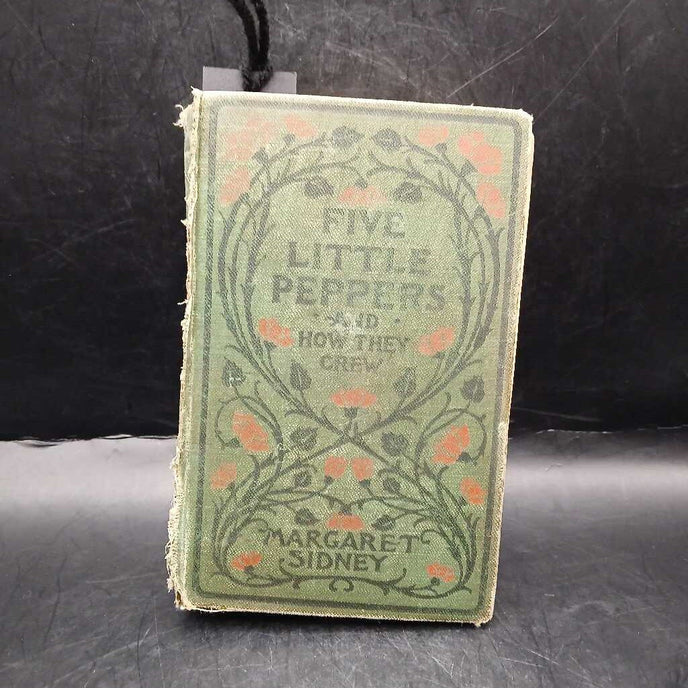 FIVE
LITTLE
PEPPERS
· AND ·
HOW THEY
GREW
MARGARET
SIDNEY